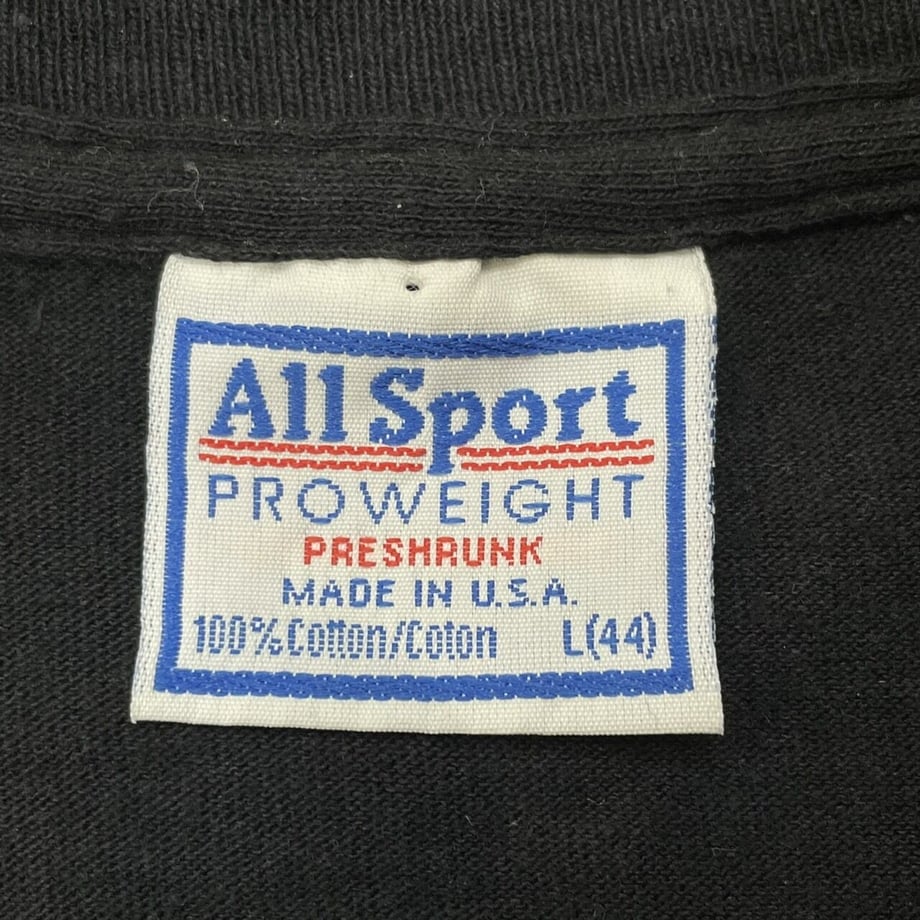 All Sport
PROWEIGHT
PRESHRUNK
MADE IN U.S.A.
100% Cotton/Coton L(44)